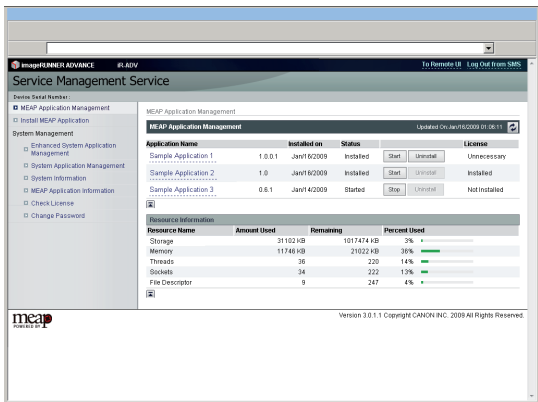 imageRUNNER ADVANCE iR-ADV To Remote UI Log Out from SMS
Service Management Service
Device Serial Number:
MEAP Application Management
Install MEAP Application
System Management
Enhanced System Application
Management
System Application Management
System Information
MEAP Application Information
Check License
Change Password
MEAP Application Management
MEAP Application Management Updated On:Jan/16/2009 01:06:11
Application Name Installed on Status License
Sample Application 1 1.0.0.1 Jan/16/2009 Installed Start Uninstall Unnecessary
Sample Application 2 1.0 Jan/16/2009 Installed Start Uninstall Installed
Sample Application 3 0.6.1 Jan/14/2009 Started Stop Uninstall Not Installed
Resource Information
Resource Name Amount Used Remaining Percent Used
Storage 31102 KB 1017474 KB 3%
Memory 11746 KB 21022 KB 36%
Threads 36 220 14%
Sockets 34 222 13%
File Descriptor 9 247 4%
meap
POWERED BY
Version 3.0.1.1 Copyright CANON INC. 2009 All Rights Reserved.